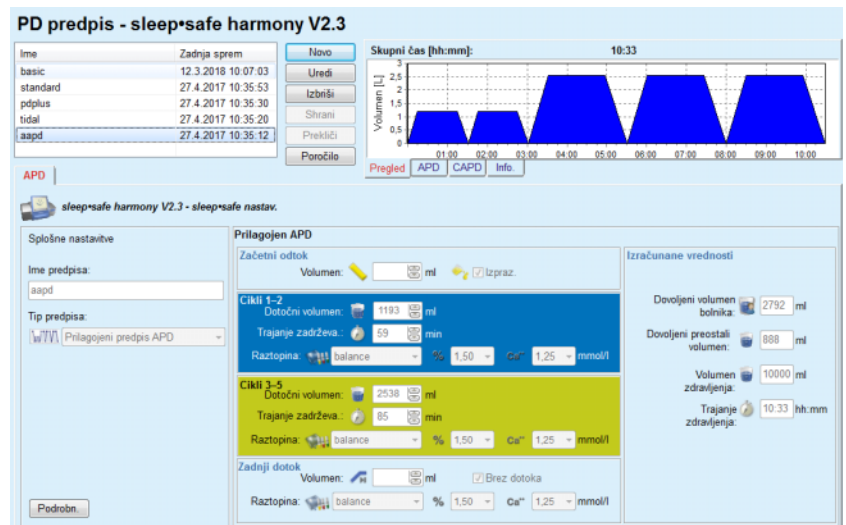 PD predpis - sleep•safe harmony V2.3
Ime Zadnja sprem
basic 12.3.2018 10:07:03
standard 27.4.2017 10:35:53
pdplus 27.4.2017 10:35:30
tidal 27.4.2017 10:35:20
aapd 27.4.2017 10:35:12
Novo
Uredi
Izbriši
Shrani
Prekliči
Poročilo
Skupni čas [hh:mm]: 10:33
Volumen [L]
3
2,5
2
1,5
1
0,5
0
01:00 02:00 03:00 04:00 05:00 06:00 07:00 08:00 09:00 10:00
Pregled APD CAPD Info.
APD
sleep•safe harmony V2.3 - sleep•safe nastav.
Splošne nastavitve
Ime predpisa:
aapd
Tip predpisa:
Prilagojeni predpis APD
Podrobn.
Prilagojen APD
Začetni odtok
Volumen: ml Izpraz.
Cikli 1–2
Dotočni volumen: 1193 ml
Trajanje zadrževa.: 59 min
Raztopina: balance % 1,50 Ca⁺⁺ 1,25 mmol/l
Cikli 3–5
Dotočni volumen: 2538 ml
Trajanje zadrževa.: 85 min
Raztopina: balance % 1,50 Ca⁺⁺ 1,25 mmol/l
Zadnji dotok
Volumen: ml Brez dotoka
Raztopina: balance % 1,50 Ca⁺⁺ 1,25 mmol/l
Izračunane vrednosti
Dovoljeni volumen
bolnika: 2792 ml
Dovoljeni preostali
volumen: 888 ml
Volumen
zdravljenja: 10000 ml
Trajanje
zdravljenja: 10:33 hh:mm